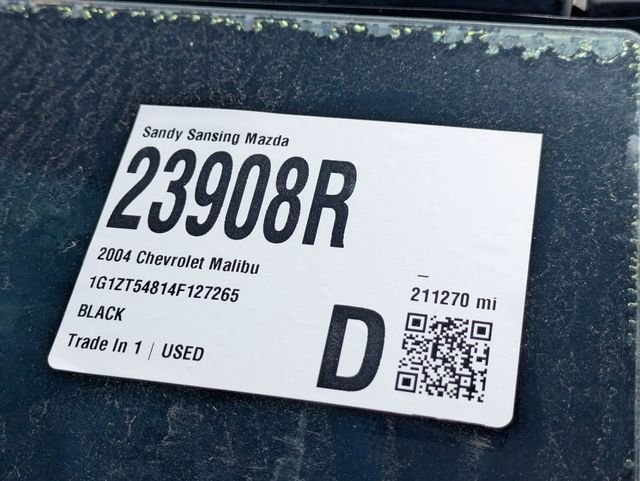 Sandy Sansing Mazda
23908R
2004 Chevrolet Malibu
1G1ZT54814F127265
211270 mi
BLACK
D
Trade In 1 | USED